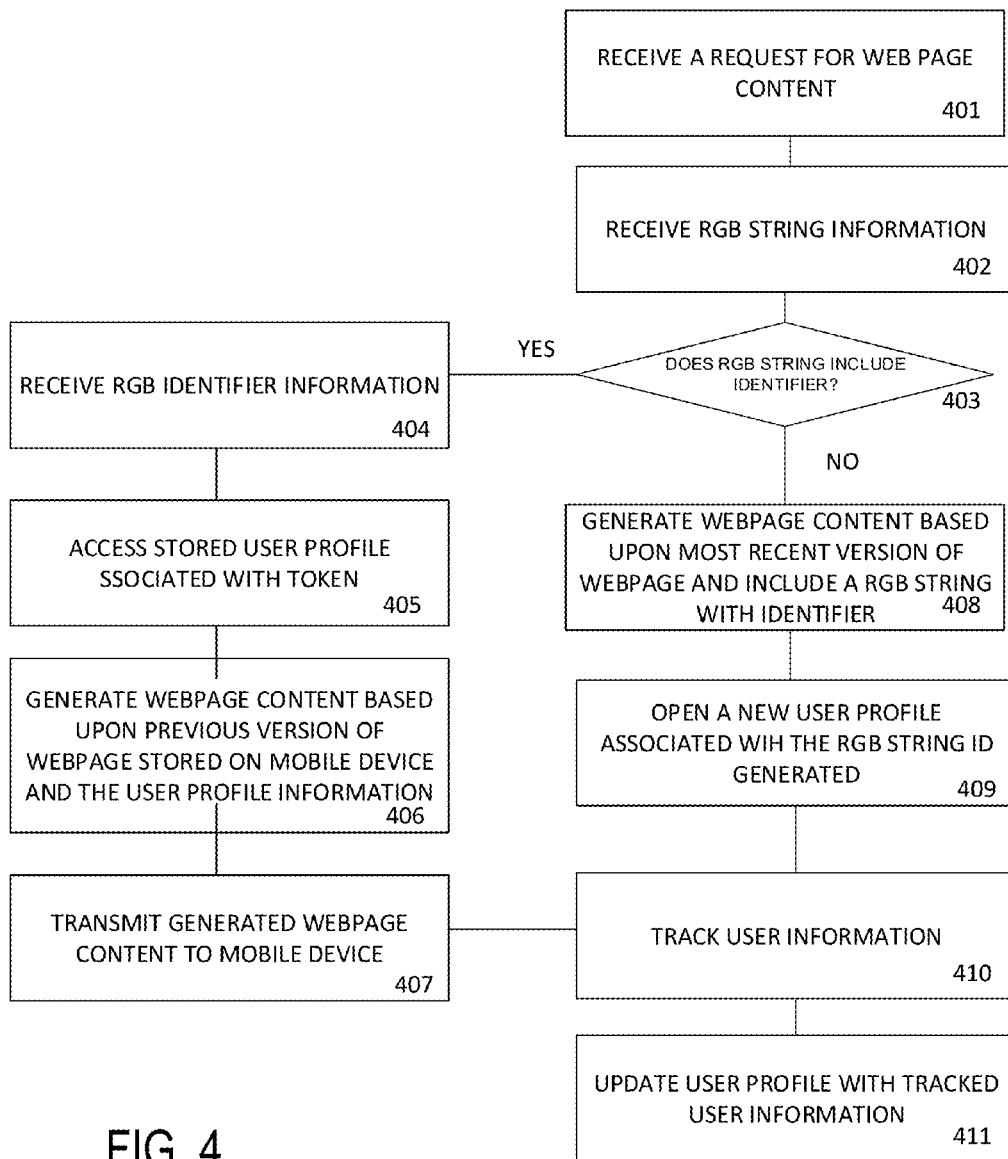 RECEIVE A REQUEST FOR WEB PAGE
CONTENT
401
RECEIVE RGB STRING INFORMATION
402
DOES RGB STRING INCLUDE
IDENTIFIER?
403
YES
RECEIVE RGB IDENTIFIER INFORMATION
404
ACCESS STORED USER PROFILE
SSOCIATED WITH TOKEN
405
GENERATE WEBPAGE CONTENT BASED
UPON PREVIOUS VERSION OF
WEBPAGE STORED ON MOBILE DEVICE
AND THE USER PROFILE INFORMATION
406
TRANSMIT GENERATED WEBPAGE
CONTENT TO MOBILE DEVICE
407
NO
GENERATE WEBPAGE CONTENT BASED
UPON MOST RECENT VERSION OF
WEBPAGE AND INCLUDE A RGB STRING
WITH IDENTIFIER
408
OPEN A NEW USER PROFILE
ASSOCIATED WIH THE RGB STRING ID
GENERATED
409
TRACK USER INFORMATION
410
UPDATE USER PROFILE WITH TRACKED
USER INFORMATION
411
FIG. 4